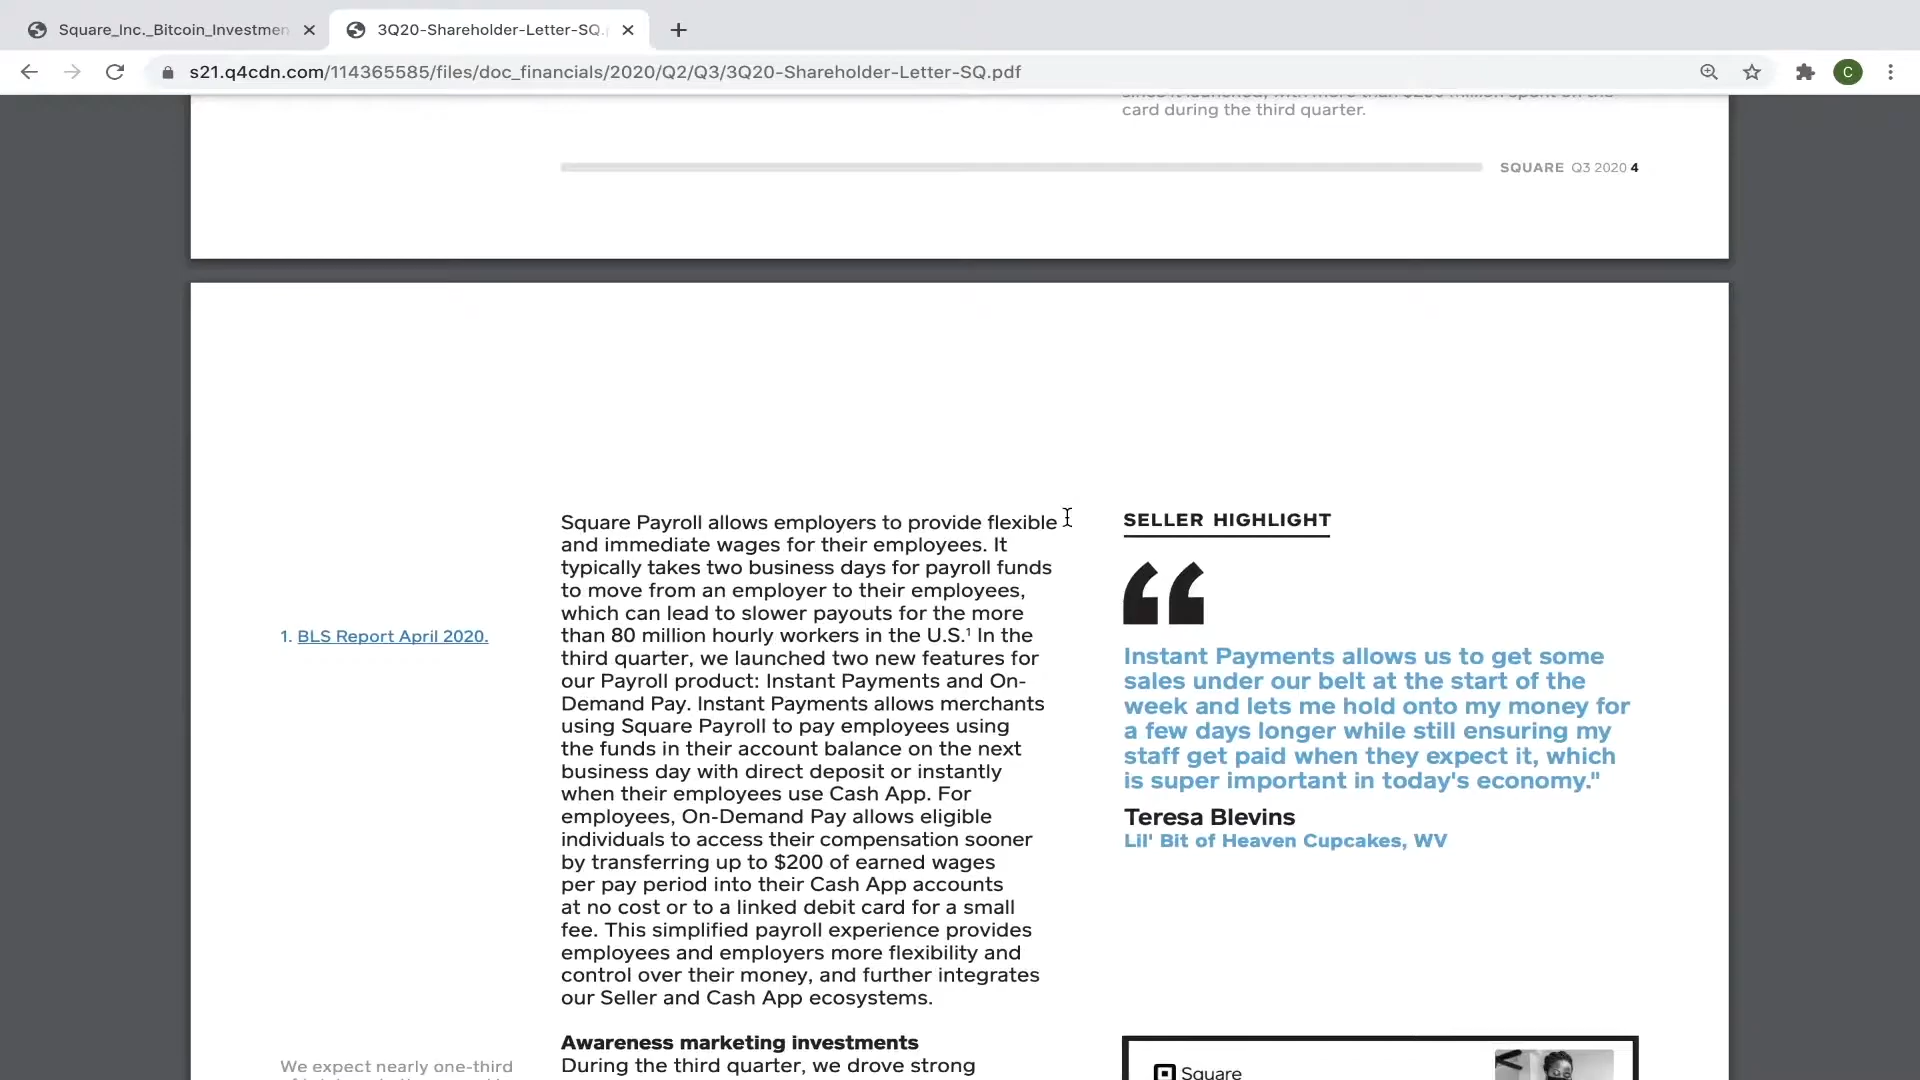 Square_Inc._Bitcoin_Investmen
3Q20-Shareholder-Letter-SQ.
s21.q4cdn.com/114365585/files/doc_financials/2020/Q2/Q3/3Q20-Shareholder-Letter-SQ.pdf
C
card during the third quarter.
SQUARE Q3 2020 4
Square Payroll allows employers to provide flexible
and immediate wages for their employees. It
typically takes two business days for payroll funds
to move from an employer to their employees,
which can lead to slower payouts for the more
than 80 million hourly workers in the U.S.¹ In the
third quarter, we launched two new features for
our Payroll product: Instant Payments and On-
Demand Pay. Instant Payments allows merchants
using Square Payroll to pay employees using
the funds in their account balance on the next
business day with direct deposit or instantly
when their employees use Cash App. For
employees, On-Demand Pay allows eligible
individuals to access their compensation sooner
by transferring up to $200 of earned wages
per pay period into their Cash App accounts
at no cost or to a linked debit card for a small
fee. This simplified payroll experience provides
employees and employers more flexibility and
control over their money, and further integrates
our Seller and Cash App ecosystems.
Awareness marketing investments
During the third quarter, we drove strong
1. BLS Report April 2020.
We expect nearly one-third
SELLER HIGHLIGHT
“
Instant Payments allows us to get some
sales under our belt at the start of the
week and lets me hold onto my money for
a few days longer while still ensuring my
staff get paid when they expect it, which
is super important in today's economy."
Teresa Blevins
Lil' Bit of Heaven Cupcakes, WV
Square